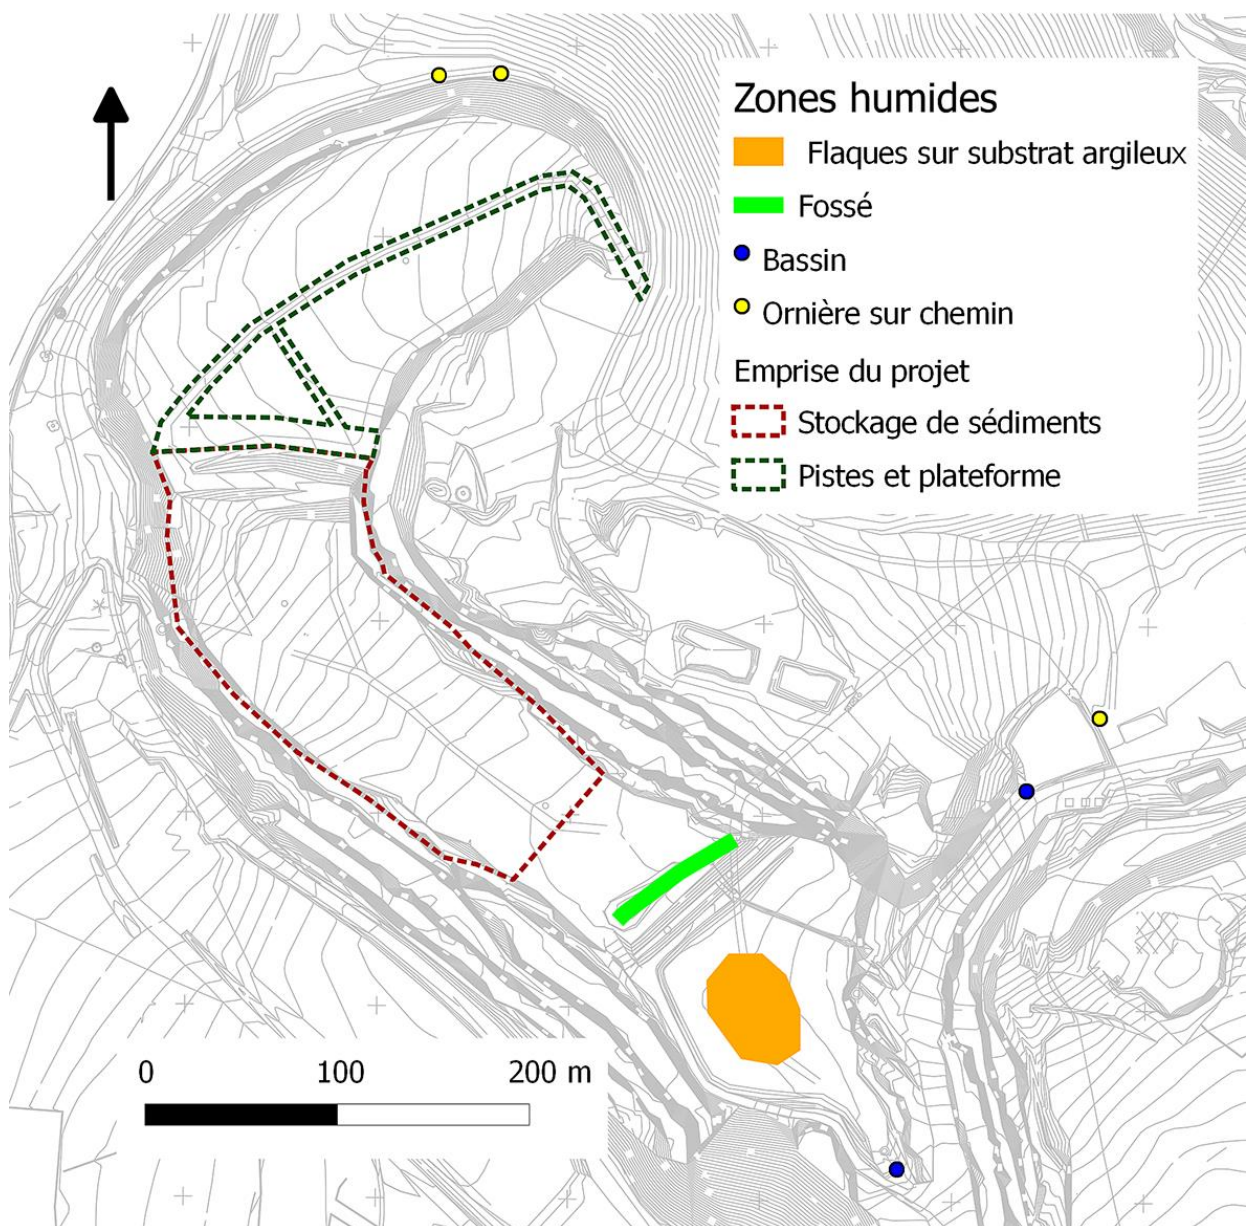 Zones humides
Flaques sur substrat argileux
Fossé
Bassin
Ornière sur chemin
Emprise du projet
Stockage de sédiments
Pistes et plateforme
0 100 200 m